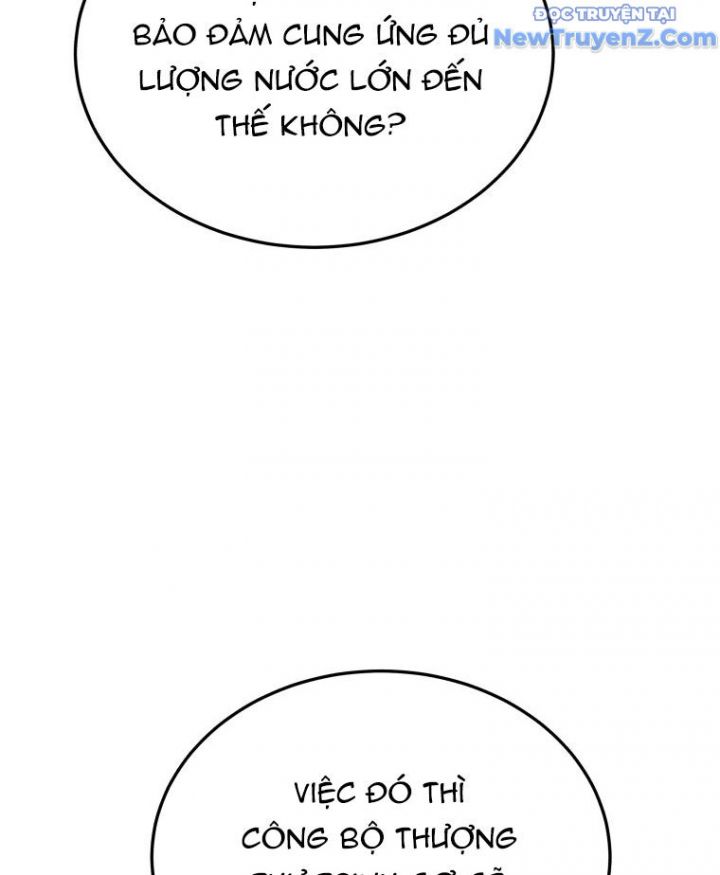 ĐỌC TRUYỆN TẠI
NewTruyenZ.com
BẢO ĐẢM CUNG ỨNG ĐỦ
LƯỢNG NƯỚC LỚN ĐẾN
THẾ KHÔNG?
VIỆC ĐÓ THÌ
CÔNG BỘ THƯỢNG